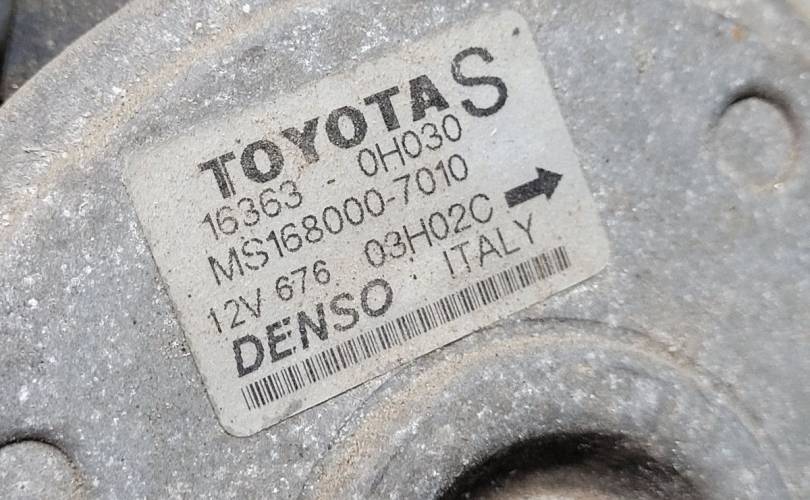 TOYOTA S
16363 - 0H030
MS168000-7010
12V 676 03H02C
DENSO ITALY